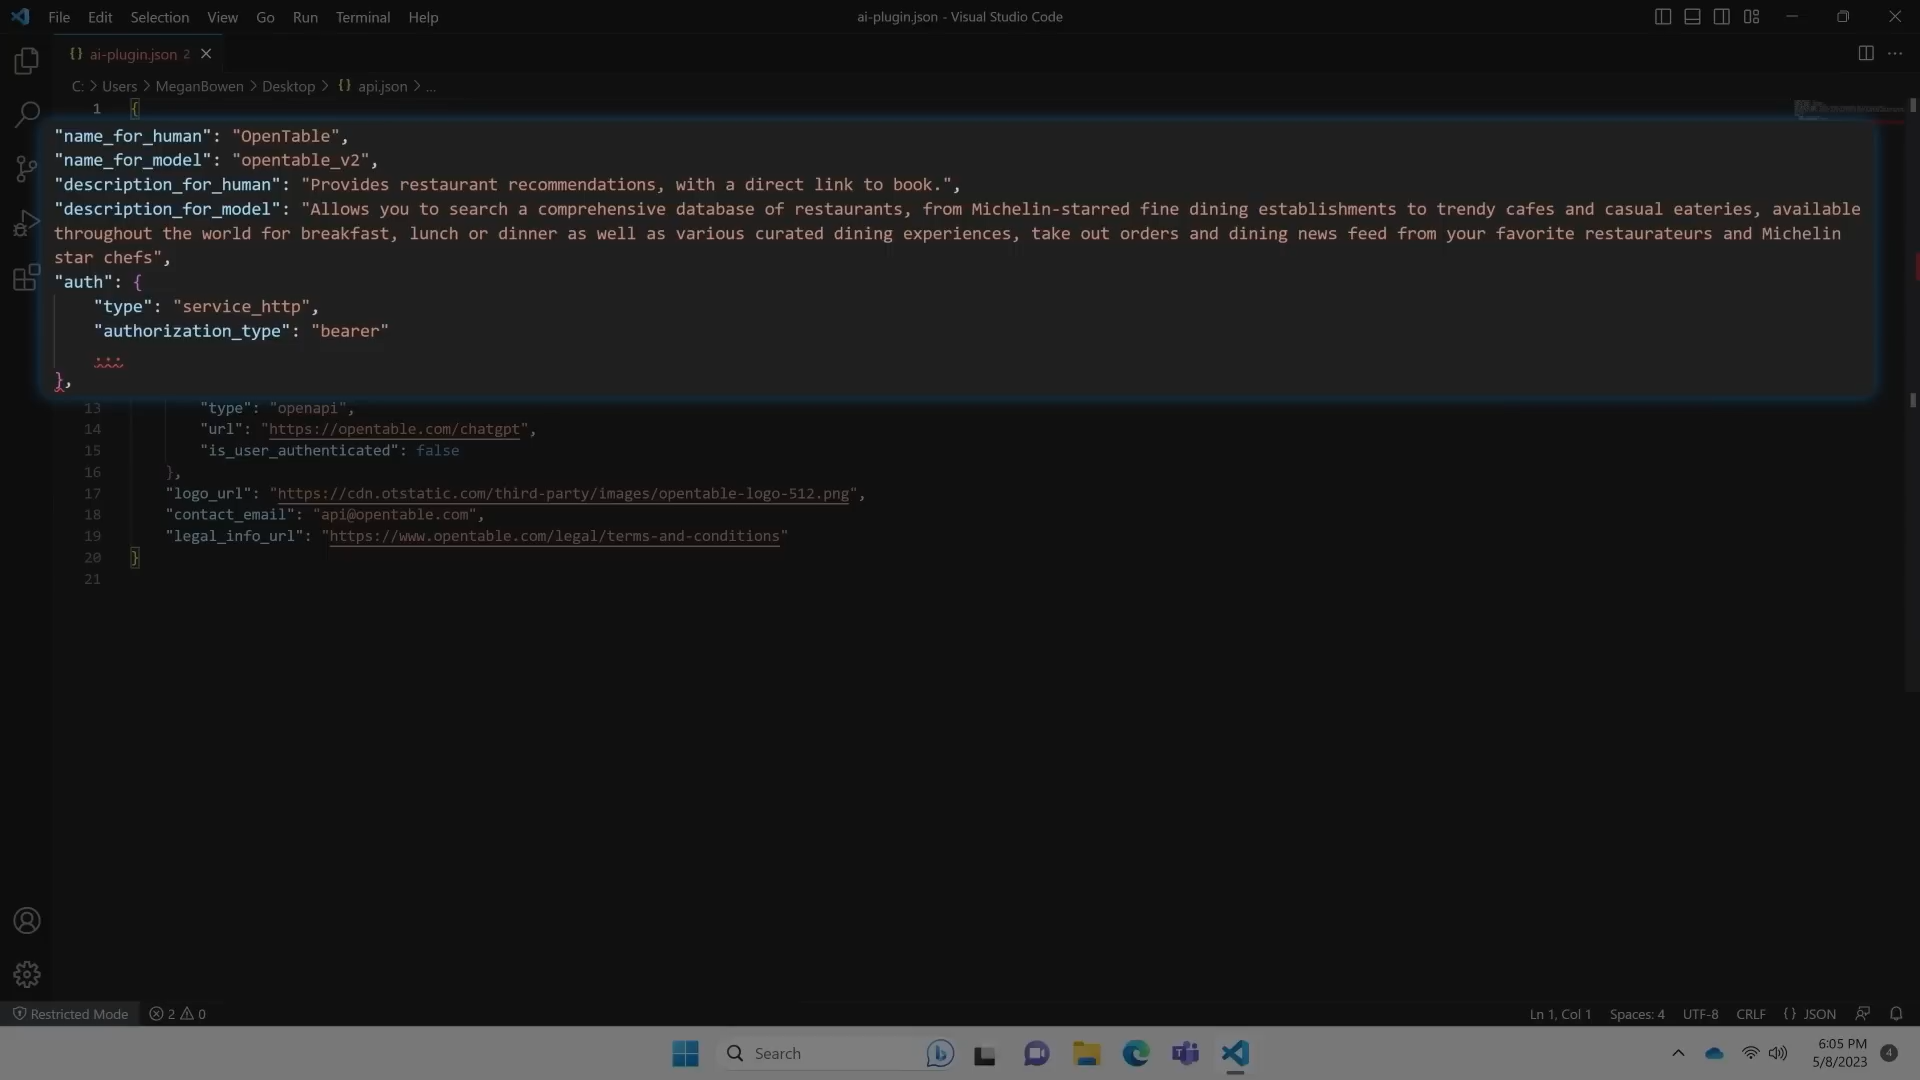 File Edit Selection View Go Run Terminal Help
ai-plugin.json - Visual Studio Code
{} ai-plugin.json 2
C: > Users > MeganBowen > Desktop > {} api.json > ...
1 {
"name_for_human": "OpenTable",
"name_for_model": "opentable_v2",
"description_for_human": "Provides restaurant recommendations, with a direct link to book.",
"description_for_model": "Allows you to search a comprehensive database of restaurants, from Michelin-starred fine dining establishments to trendy cafes and casual eateries, available
throughout the world for breakfast, lunch or dinner as well as various curated dining experiences, take out orders and dining news feed from your favorite restaurateurs and Michelin
star chefs",
"auth": {
"type": "service_http",
"authorization_type": "bearer"
...
},
13 "type": "openapi",
14 "url": "https://opentable.com/chatgpt",
15 "is_user_authenticated": false
16 },
17 "logo_url": "https://cdn.otstatic.com/third-party/images/opentable-logo-512.png",
18 "contact_email": "api@opentable.com",
19 "legal_info_url": "https://www.opentable.com/legal/terms-and-conditions"
20 }
21
Restricted Mode 2 0
Ln 1, Col 1 Spaces: 4 UTF-8 CRLF {} JSON
Search
6:05 PM
5/8/2023
4